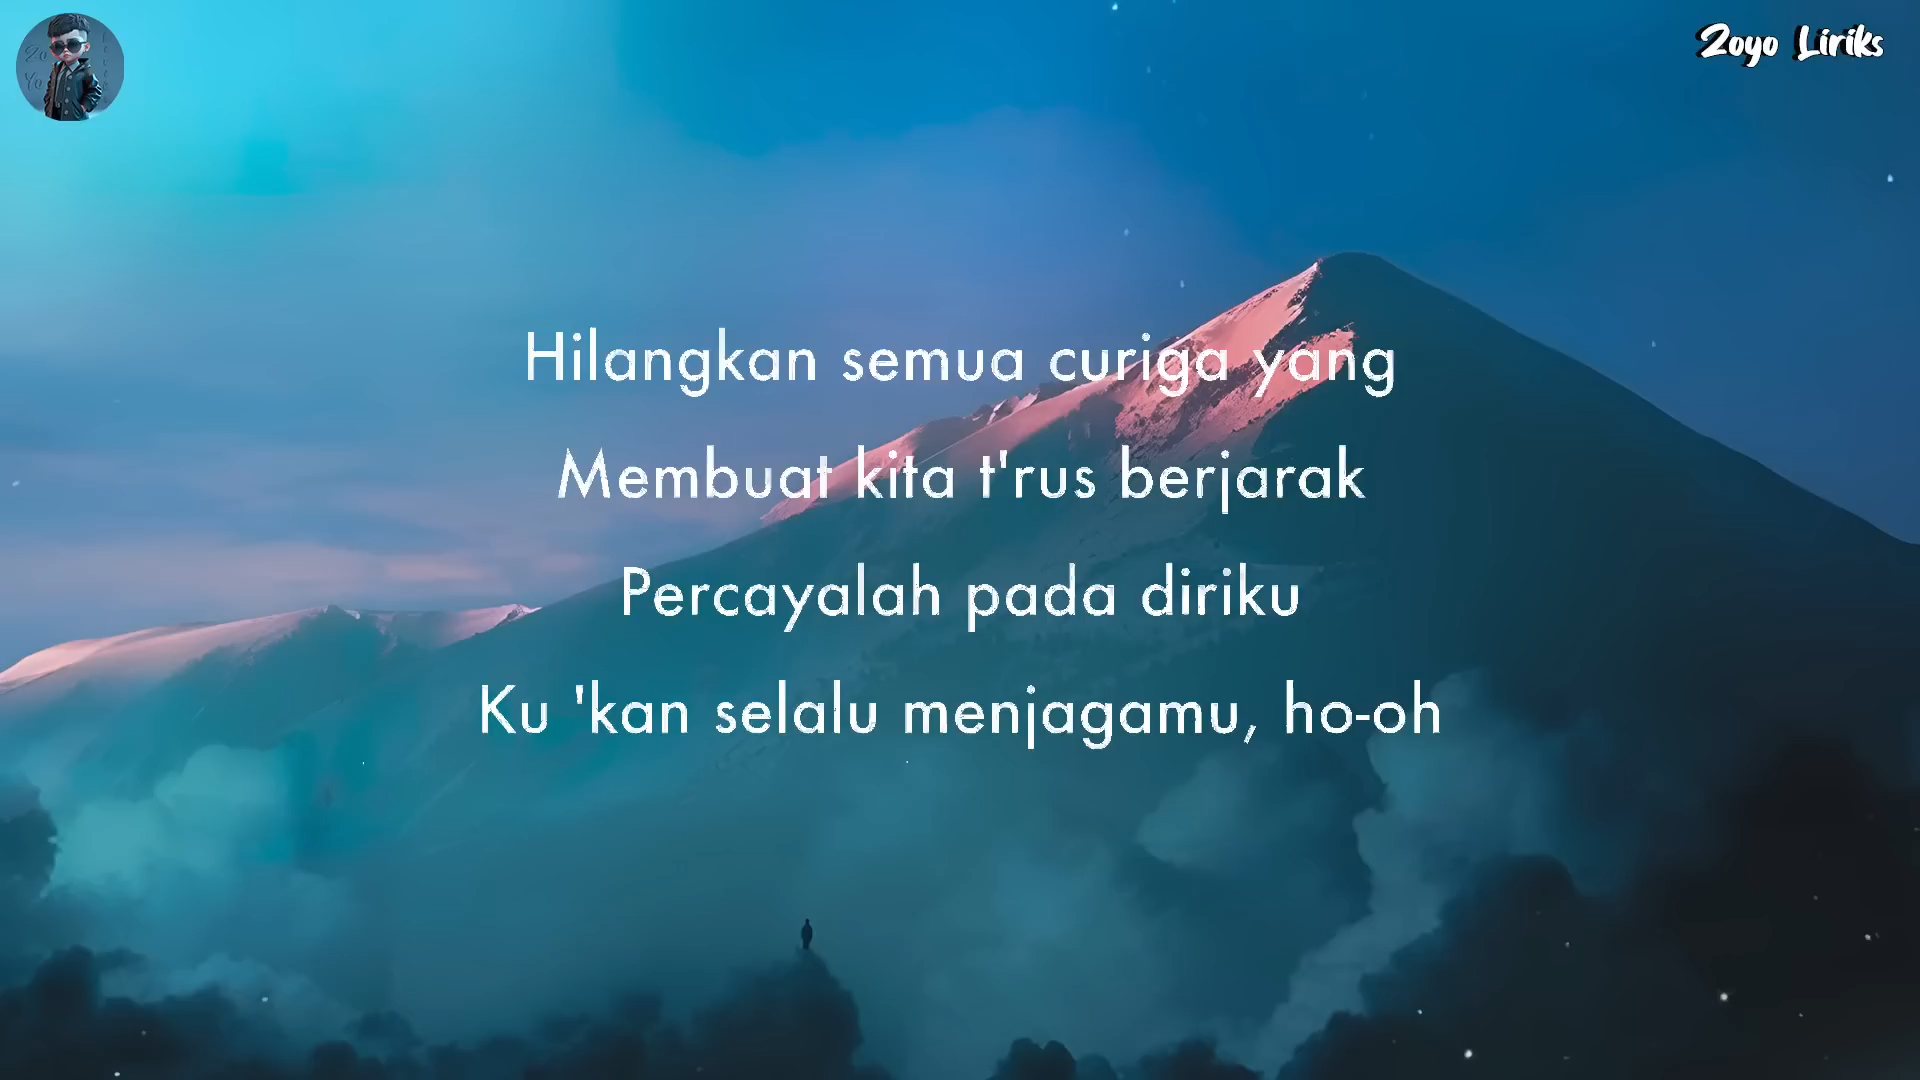 Zoyo Liriks
Hilangkan semua curiga yang
Membuat kita t'rus berjarak
Percayalah pada diriku
Ku 'kan selalu menjagamu, ho-oh